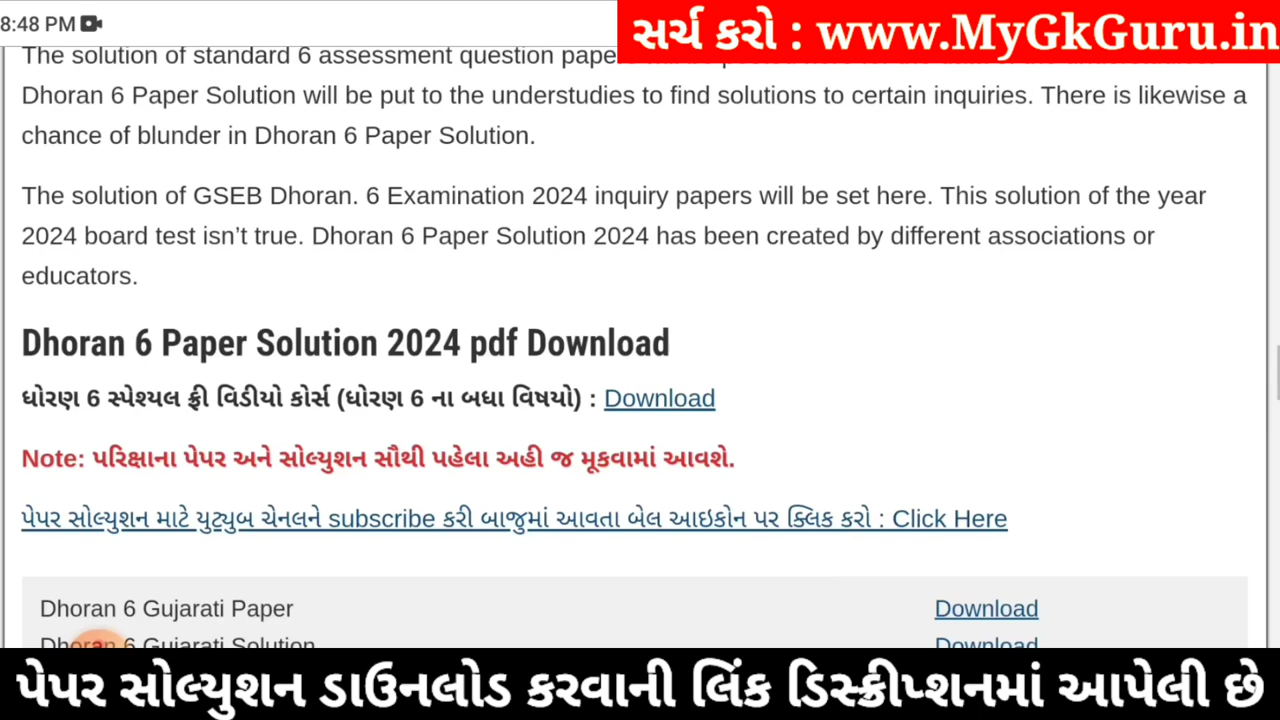 8:48 PM
સર્ચ કરો : www.MyGkGuru.in
The solution of standard 6 assessment question pape
Dhoran 6 Paper Solution will be put to the understudies to find solutions to certain inquiries. There is likewise a
chance of blunder in Dhoran 6 Paper Solution.
The solution of GSEB Dhoran. 6 Examination 2024 inquiry papers will be set here. This solution of the year
2024 board test isn’t true. Dhoran 6 Paper Solution 2024 has been created by different associations or
educators.
Dhoran 6 Paper Solution 2024 pdf Download
ધોરણ 6 સ્પેશ્યલ ફ્રી વિડીયો કોર્સ (ધોરણ 6 ના બધા વિષયો) : Download
Note: પરિક્ષાના પેપર અને સોલ્યુશન સૌથી પહેલા અહી જ મૂકવામાં આવશે.
પેપર સોલ્યુશન માટે યુટ્યુબ ચેનલને subscribe કરી બાજુમાં આવતા બેલ આઇકોન પર ક્લિક કરો : Click Here
Dhoran 6 Gujarati Paper Download
Dhoran 6 Gujarati Solution Download
પેપર સોલ્યુશન ડાઉનલોડ કરવાની લિંક ડિસ્ક્રીપ્શનમાં આપેલી છે